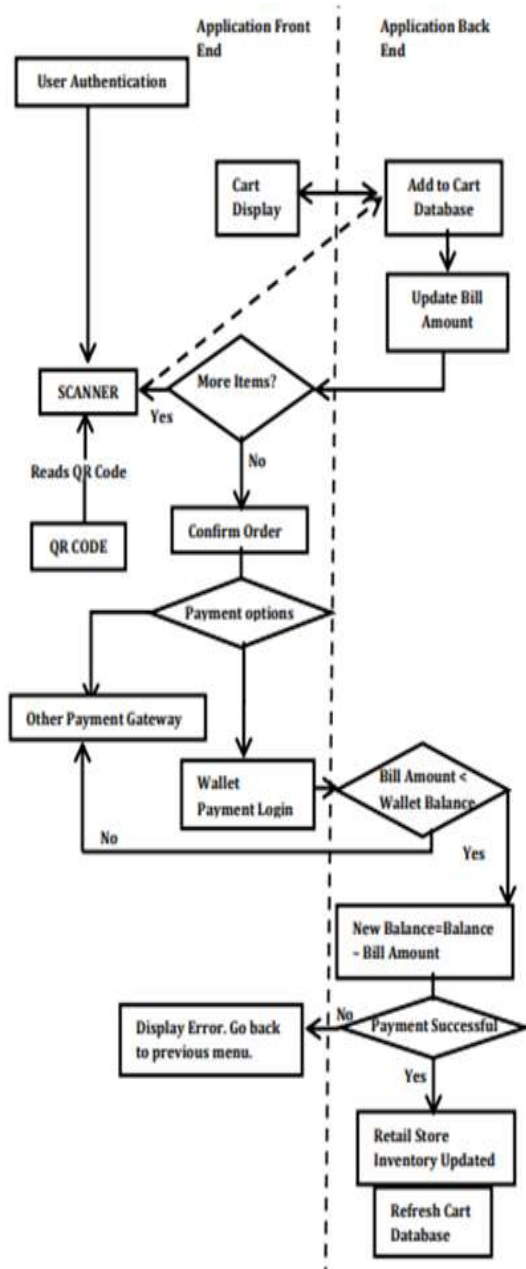 Application Front
End
Application Back
End
User Authentication
Cart
Display
Add to Cart
Database
Update Bill
Amount
More Items?
SCANNER
Yes
Reads QR Code
No
QR CODE
Confirm Order
Payment options
Other Payment Gateway
Wallet
Payment Login
Bill Amount <
Wallet Balance
No
Yes
New Balance=Balance
– Bill Amount
Display Error. Go back
to previous menu.
No
Payment Successful
Yes
Retail Store
Inventory Updated
Refresh Cart
Database